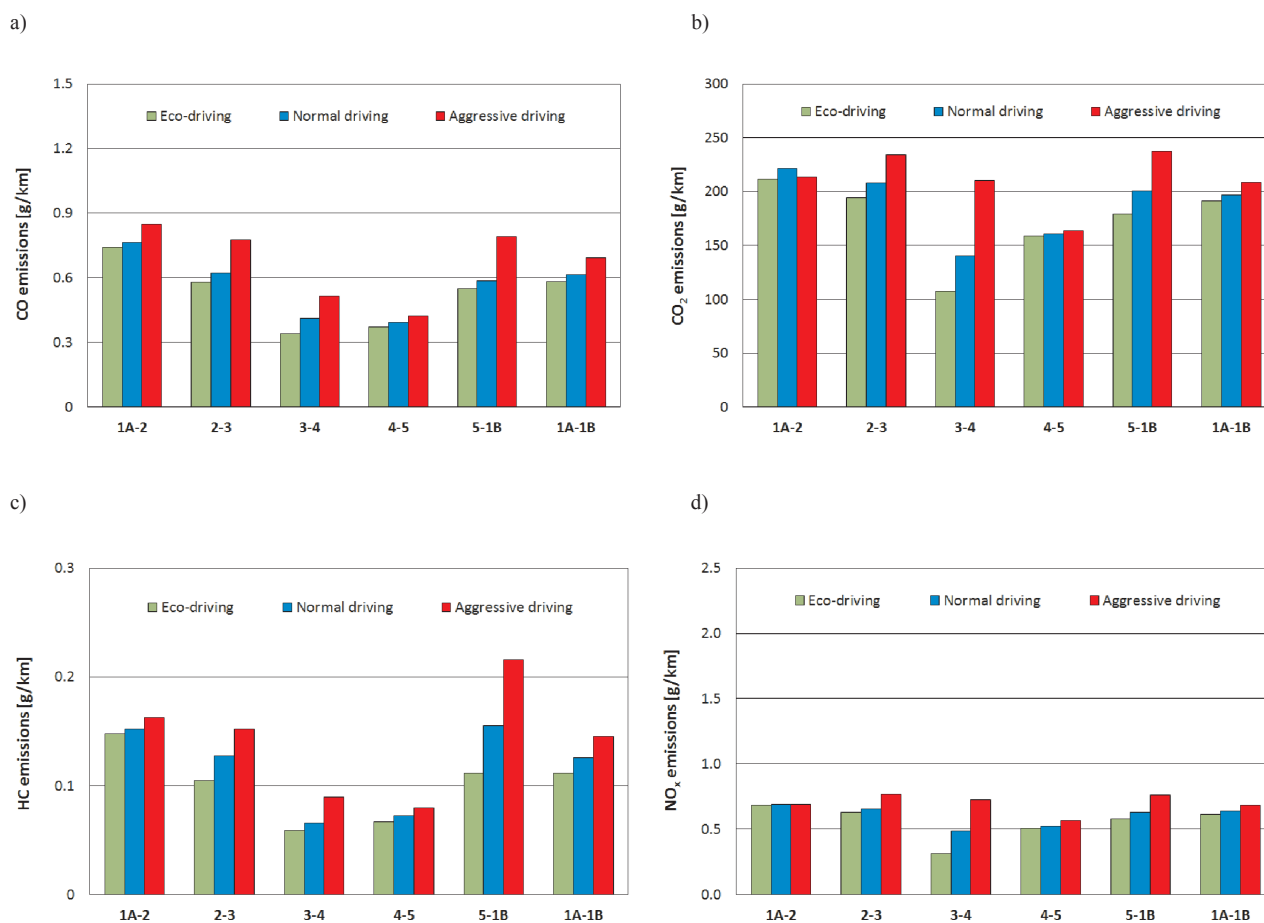 a)
CO emissions [g/km]
1.5
1.2
0.9
0.6
0.3
0
Eco-driving Normal driving Aggressive driving
1A-2 2-3 3-4 4-5 5-1B 1A-1B
b)
CO₂ emissions [g/km]
300
250
200
150
100
50
0
Eco-driving Normal driving Aggressive driving
1A-2 2-3 3-4 4-5 5-1B 1A-1B
c)
HC emissions [g/km]
0.3
0.2
0.1
0
Eco-driving Normal driving Aggressive driving
1A-2 2-3 3-4 4-5 5-1B 1A-1B
d)
NOₓ emissions [g/km]
2.5
2.0
1.5
1.0
0.5
0.0
Eco-driving Normal driving Aggressive driving
1A-2 2-3 3-4 4-5 5-1B 1A-1B